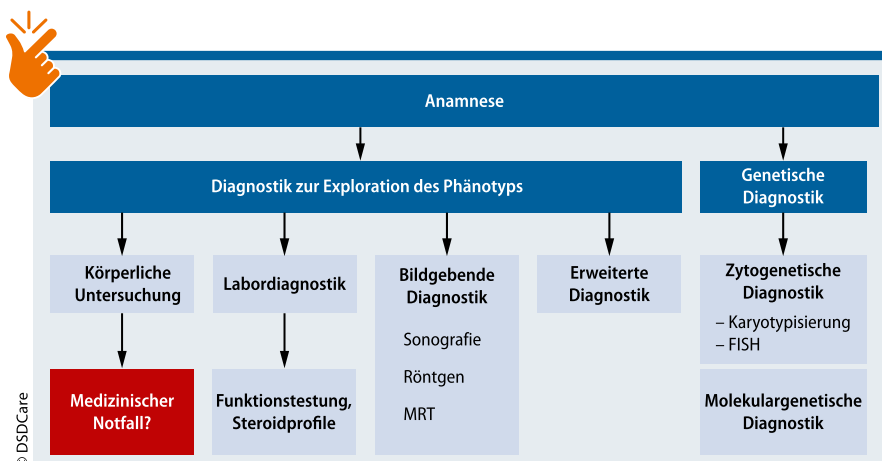 Anamnese
Diagnostik zur Exploration des Phänotyps
Genetische
Diagnostik
Körperliche
Untersuchung
Labordiagnostik
Bildgebende
Diagnostik
Sonografie
Röntgen
MRT
Erweiterte
Diagnostik
Zytogenetische
Diagnostik
– Karyotypisierung
– FISH
Medizinischer
Notfall?
Funktionstestung,
Steroidprofile
Molekulargenetische
Diagnostik
© DSDCare